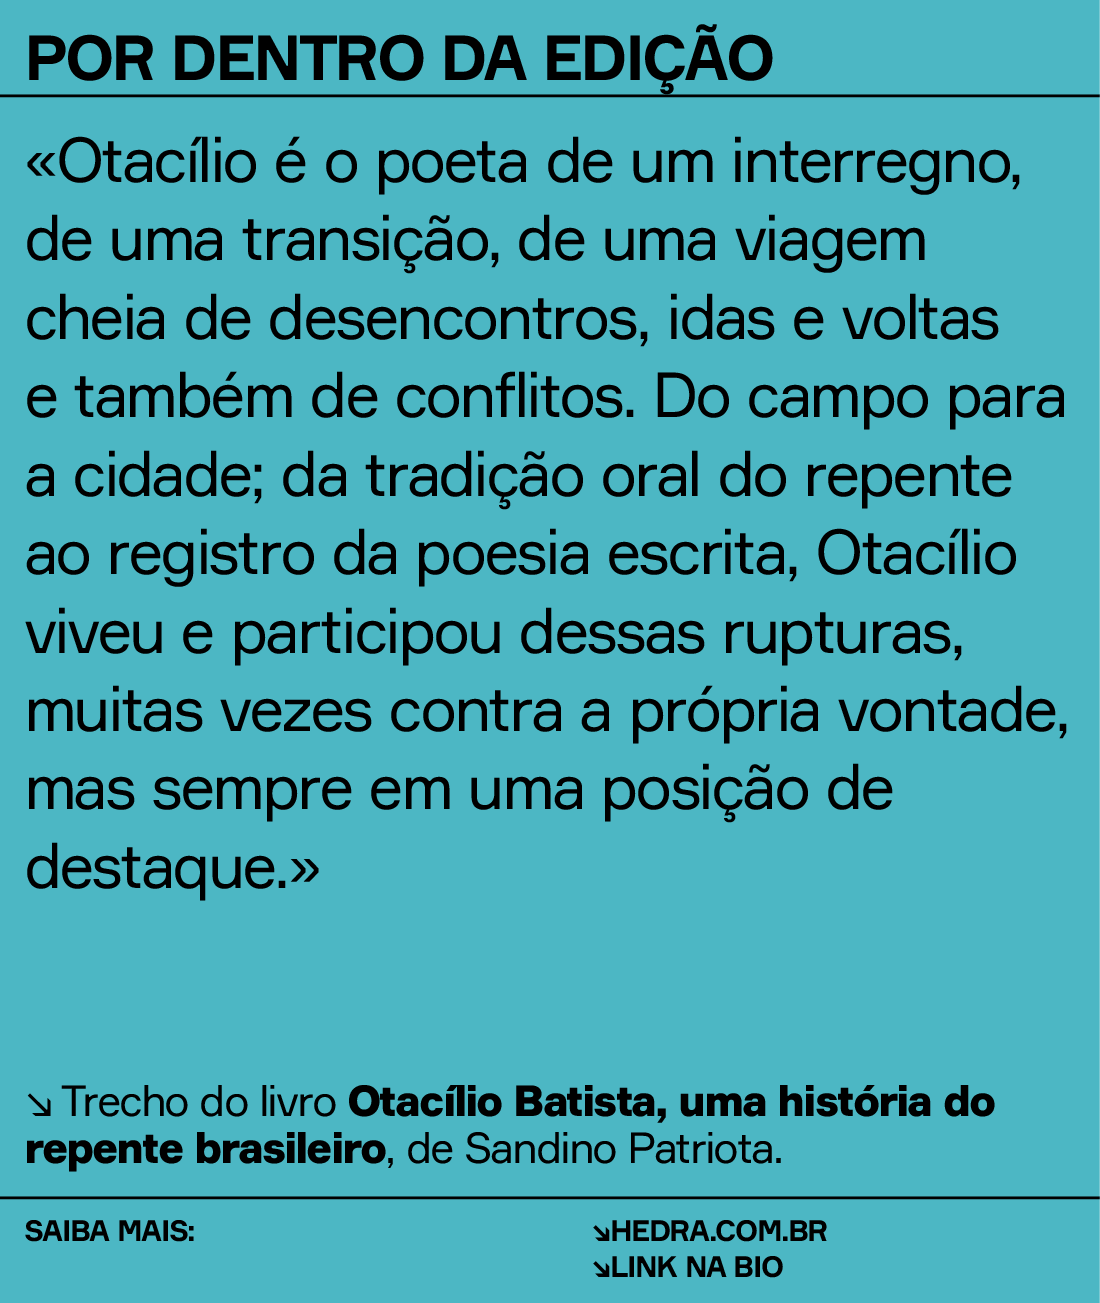 POR DENTRO DA EDIÇÃO
«Otacílio é o poeta de um interregno,
de uma transição, de uma viagem
cheia de desencontros, idas e voltas
e também de conflitos. Do campo para
a cidade; da tradição oral do repente
ao registro da poesia escrita, Otacílio
viveu e participou dessas rupturas,
muitas vezes contra a própria vontade,
mas sempre em uma posição de
destaque.»
↘ Trecho do livro Otacílio Batista, uma história do
repente brasileiro, de Sandino Patriota.
SAIBA MAIS:
↘HEDRA.COM.BR
↘LINK NA BIO